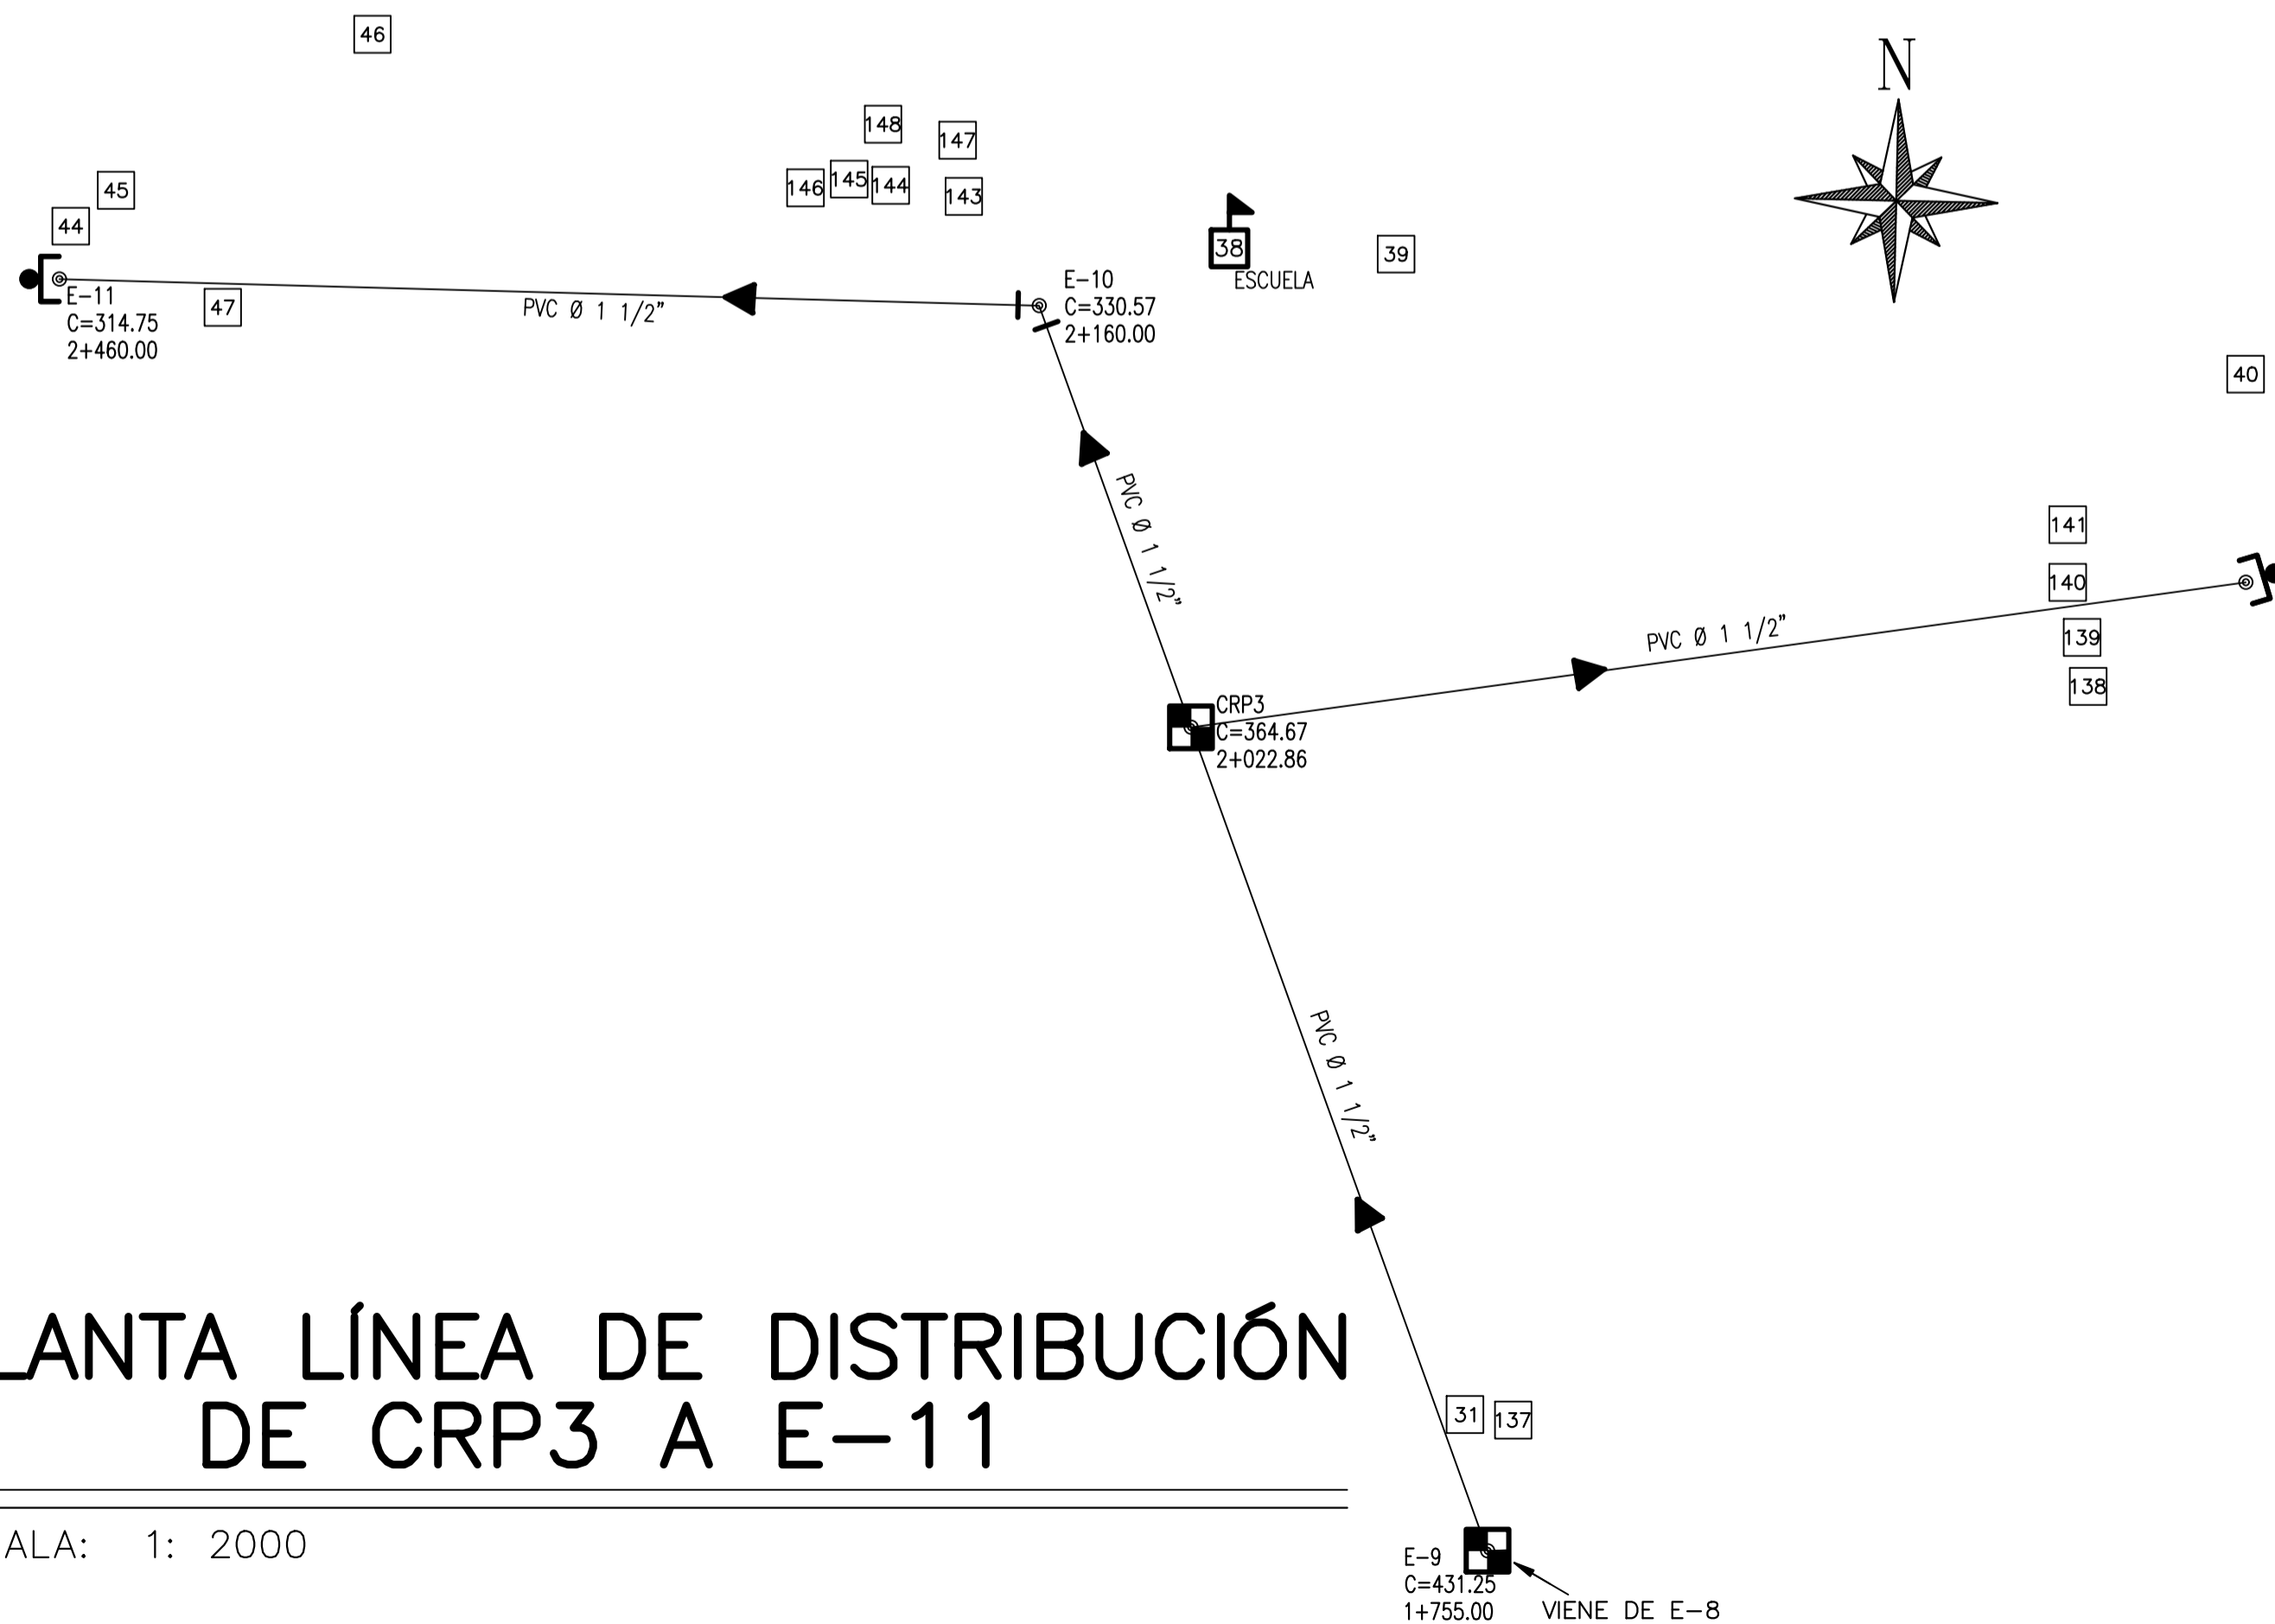 46
N
148
147
145
146
144
143
45
44
38
ESCUELA
39
E-10
C=330.57
2+160.00
E-11
C=314.75
2+460.00
47
PVC Ø 1 1/2"
40
PVC Ø 1 1/2"
141
140
139
138
PVC Ø 1 1/2"
CRP3
C=364.67
2+022.86
PVC Ø 1 1/2"
LANTA LÍNEA DE DISTRIBUCIÓN
DE CRP3 A E-11
ALA: 1: 2000
31
137
E-9
C=431.25
1+755.00
VIENE DE E-8